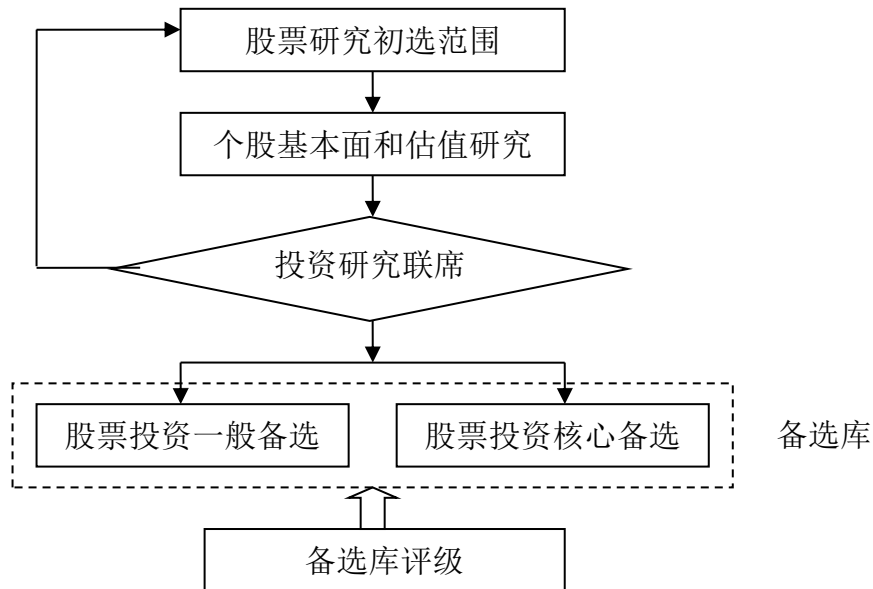 股票研究初选范围
个股基本面和估值研究
投资研究联席
股票投资一般备选
股票投资核心备选
备选库
备选库评级